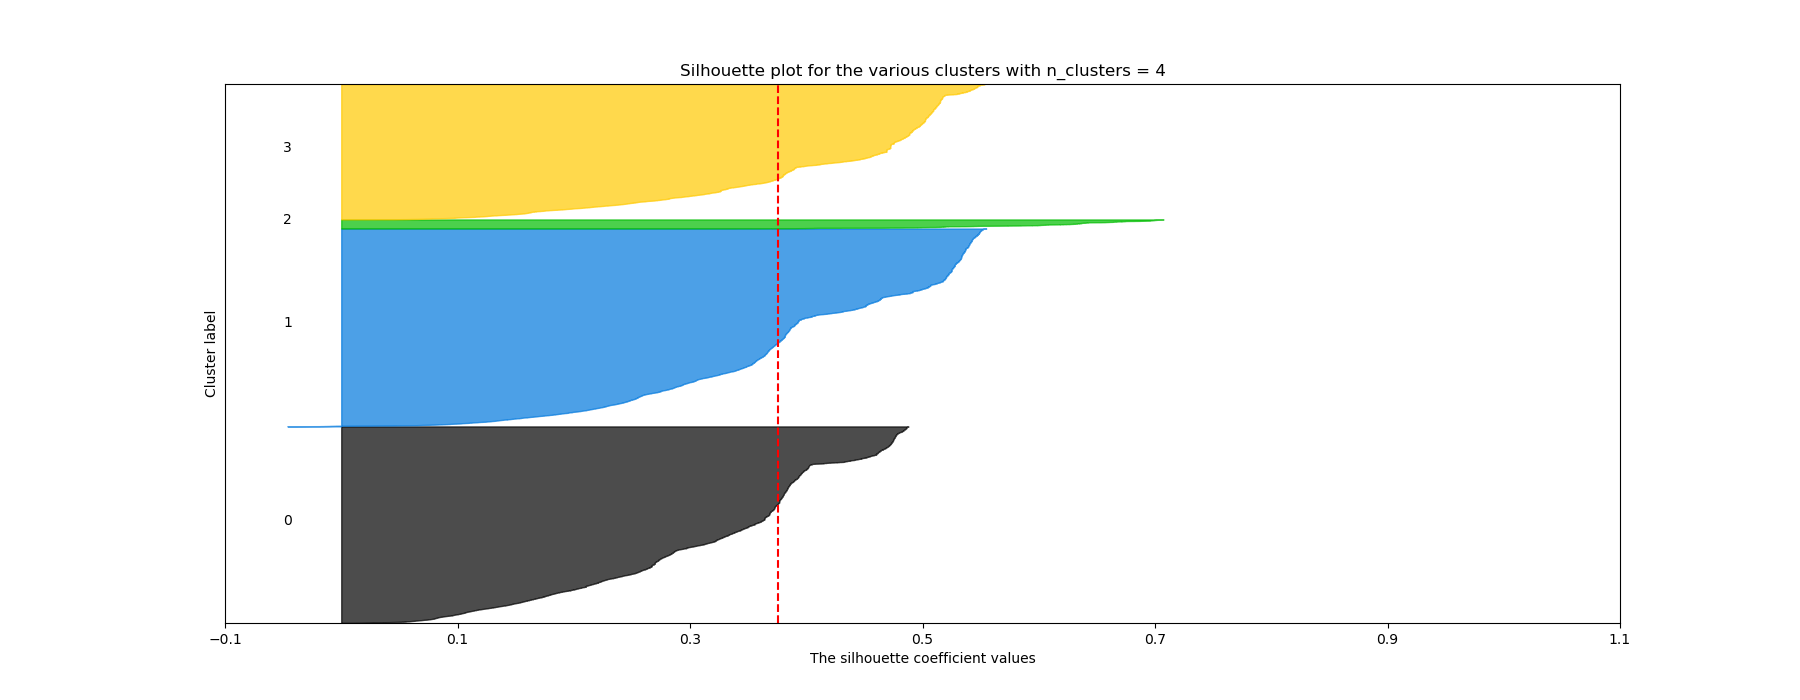 Silhouette plot for the various clusters with n_clusters = 4
3
2
1
0
Cluster label
−0.1 0.1 0.3 0.5 0.7 0.9 1.1
The silhouette coefficient values